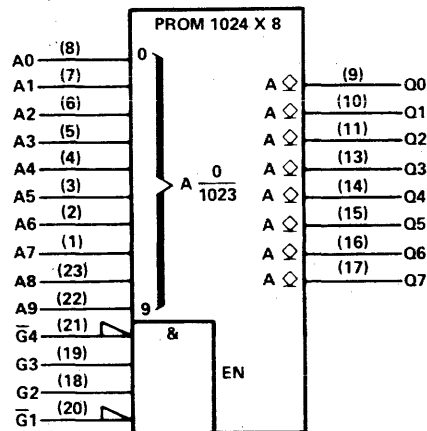 PROM 1024 X 8
A0 (8) 0 A (9) Q0
A1 (7) A (10) Q1
A2 (6) A (11) Q2
A3 (5) A (13) Q3
A4 (4) A (14) Q4
A5 (3) A (15) Q5
A6 (2) A (16) Q6
A7 (1) A (17) Q7
A 0/1023
A8 (23)
A9 (22) 9
G̅4 (21) &
G3 (19) EN
G2 (18)
G̅1 (20)